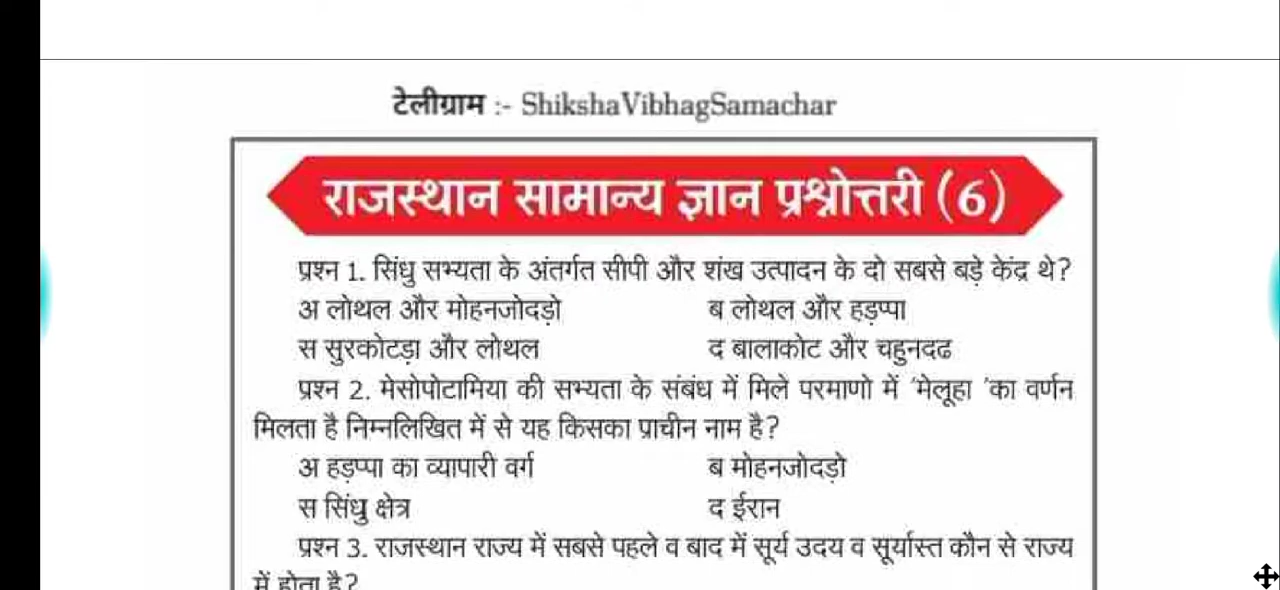 टेलीग्राम :- ShikshaVibhagSamachar
राजस्थान सामान्य ज्ञान प्रश्नोत्तरी (6)
प्रश्न 1. सिंधु सभ्यता के अंतर्गत सीपी और शंख उत्पादन के दो सबसे बड़े केंद्र थे?
अ लोथल और मोहनजोदड़ो ब लोथल और हड़प्पा
स सुरकोटड़ा और लोथल द बालाकोट और चहुनदढ
प्रश्न 2. मेसोपोटामिया की सभ्यता के संबंध में मिले परमाणो में ´मेलूहा ´का वर्णन
मिलता है निम्नलिखित में से यह किसका प्राचीन नाम है?
अ हड़प्पा का व्यापारी वर्ग ब मोहनजोदड़ो
स सिंधु क्षेत्र द ईरान
प्रश्न 3. राजस्थान राज्य में सबसे पहले व बाद में सूर्य उदय व सूर्यास्त कौन से राज्य
में होता है?